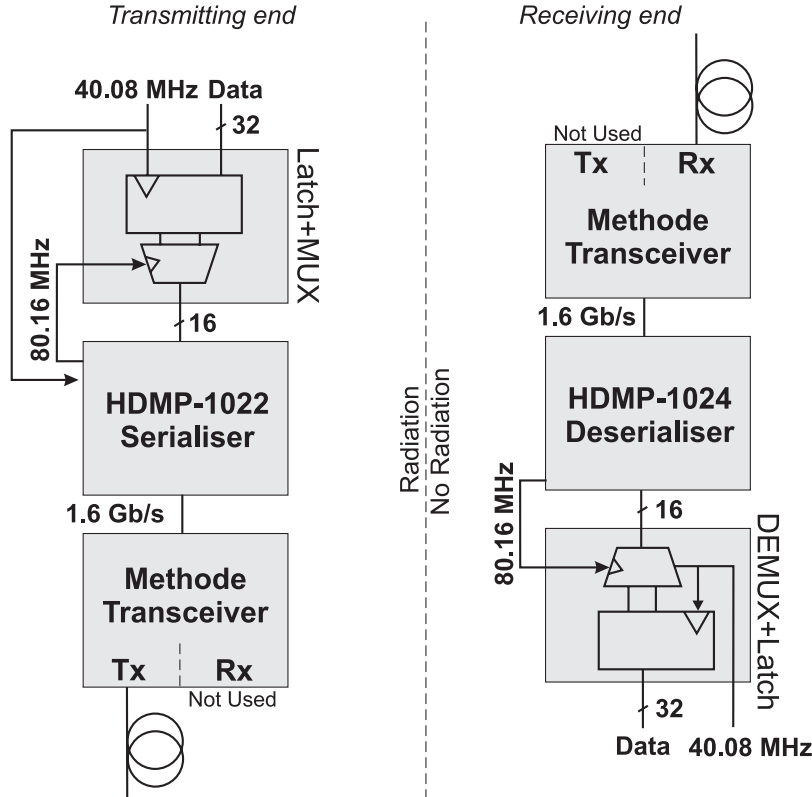 Transmitting end
40.08 MHz Data
32
Latch+MUX
80.16 MHz
16
HDMP-1022
Serialiser
1.6 Gb/s
Methode
Transceiver
Tx
Rx
Not Used
Radiation
No Radiation
Receiving end
Not Used
Tx
Rx
Methode
Transceiver
1.6 Gb/s
HDMP-1024
Deserialiser
80.16 MHz
16
DEMUX+Latch
32
Data 40.08 MHz